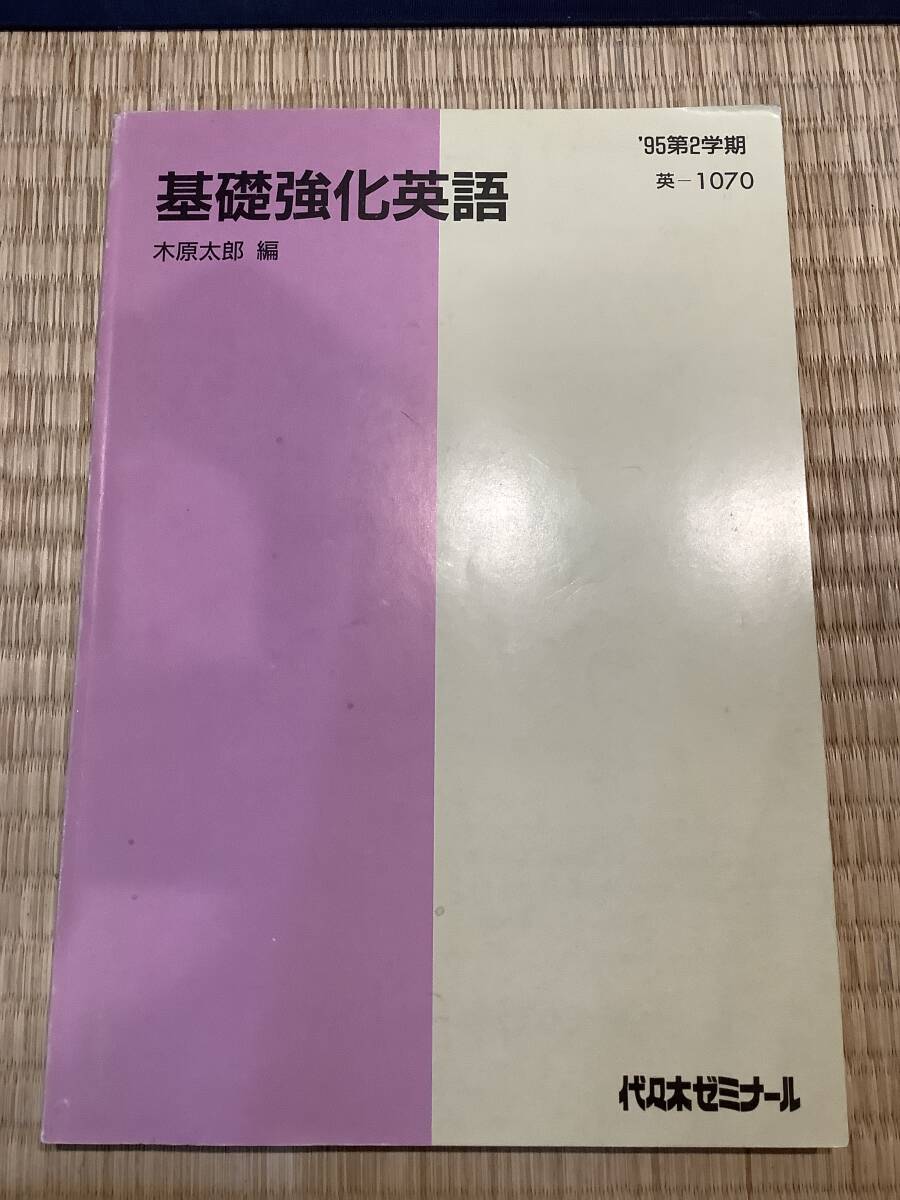 '95第2学期
英－1070
基礎強化英語
木原太郎 編
代々木ゼミナール